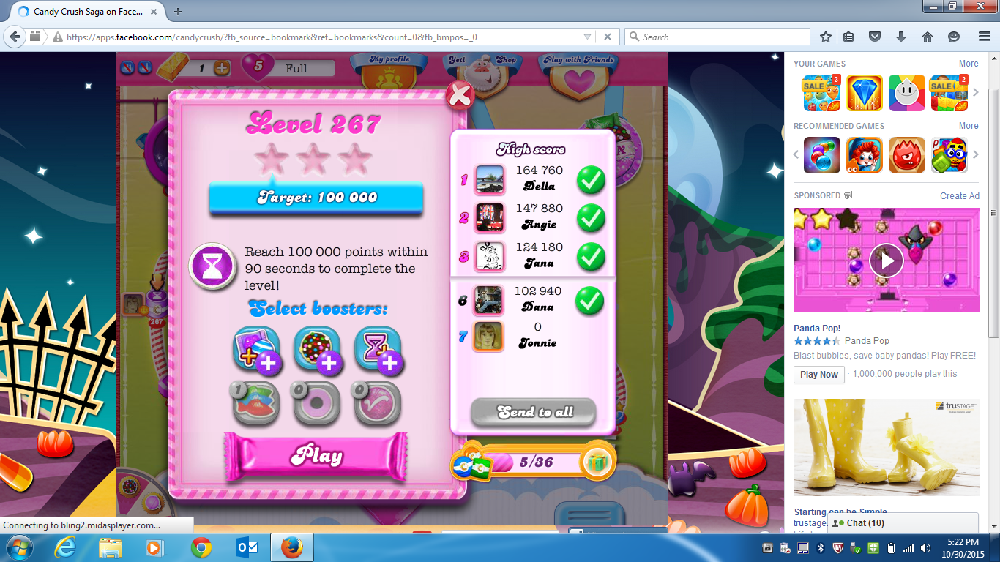 Candy Crush Saga on Face...
https://apps.facebook.com/candycrush/?fb_source=bookmark&ref=bookmarks&count=0&fb_bmpos=_0
Search
1
5
Full
My profile
Yeti
Shop
Play with Friends
Level 267
Target: 100 000
Reach 100 000 points within
90 seconds to complete the
level!
Select boosters:
1
0
0
Play
267
High score
1
164 760
Della
2
147 880
Angie
3
124 180
Jana
6
102 940
Dana
7
0
Jonnie
Send to all
5/36
YOUR GAMES
More
SALE
3
SALE
2
RECOMMENDED GAMES
More
SPONSORED
Create Ad
Panda Pop!
Panda Pop
Blast bubbles, save baby pandas! Play FREE!
Play Now
· 1,000,000 people play this
TRUSTAGE
Starting can be Simple
trustage.
Chat (10)
Connecting to bling2.midasplayer.com...
5:22 PM
10/30/2015